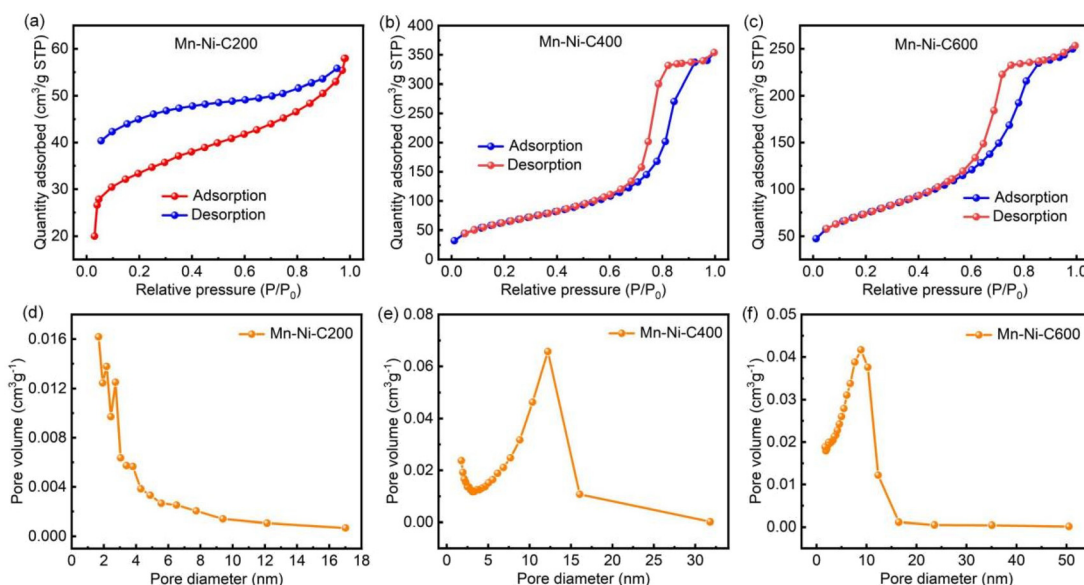 (a)
Mn-Ni-C200
Quantity adsorbed (cm³/g STP)
60
50
40
30
20
Adsorption
Desorption
0.0 0.2 0.4 0.6 0.8 1.0
Relative pressure (P/P₀)
(b)
Mn-Ni-C400
Quantity adsorbed (cm³/g STP)
400
350
300
250
200
150
100
50
0
Adsorption
Desorption
0.0 0.2 0.4 0.6 0.8 1.0
Relative pressure (P/P₀)
(c)
Mn-Ni-C600
Quantity adsorbed (cm³/g STP)
250
200
150
100
50
Adsorption
Desorption
0.0 0.2 0.4 0.6 0.8 1.0
Relative pressure (P/P₀)
(d)
Mn-Ni-C200
Pore volume (cm³g⁻¹)
0.016
0.012
0.008
0.004
0.000
0 2 4 6 8 10 12 14 16 18
Pore diameter (nm)
(e)
Mn-Ni-C400
Pore volume (cm³g⁻¹)
0.08
0.06
0.04
0.02
0.00
0 5 10 15 20 25 30
Pore diameter (nm)
(f)
Mn-Ni-C600
Pore volume (cm³g⁻¹)
0.05
0.04
0.03
0.02
0.01
0.00
0 10 20 30 40 50
Pore diameter (nm)